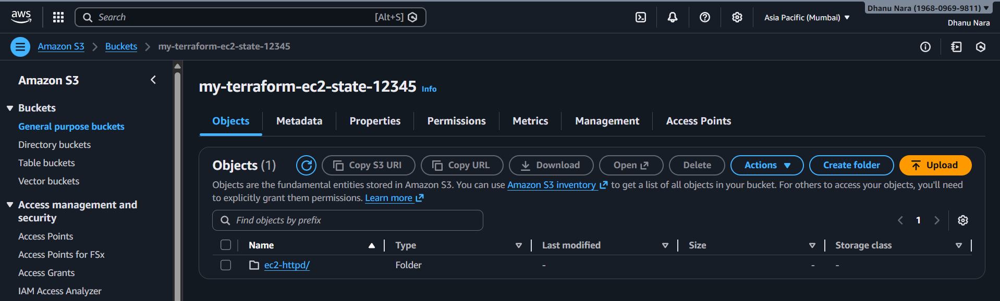 aws
Search [Alt+S]
Asia Pacific (Mumbai)
Dhanu Nara (1968-0969-9811)
Dhanu Nara
Amazon S3 > Buckets > my-terraform-ec2-state-12345
Amazon S3
Buckets
General purpose buckets
Directory buckets
Table buckets
Vector buckets
Access management and
security
Access Points
Access Points for FSx
Access Grants
IAM Access Analyzer
my-terraform-ec2-state-12345 Info
Objects Metadata Properties Permissions Metrics Management Access Points
Objects (1) Copy S3 URI Copy URL Download Open Delete Actions Create folder Upload
Objects are the fundamental entities stored in Amazon S3. You can use Amazon S3 inventory to get a list of all objects in your bucket. For others to access your objects, you'll need
to explicitly grant them permissions. Learn more
Find objects by prefix
1
Name Type Last modified Size Storage class
ec2-httpd/ Folder - - -